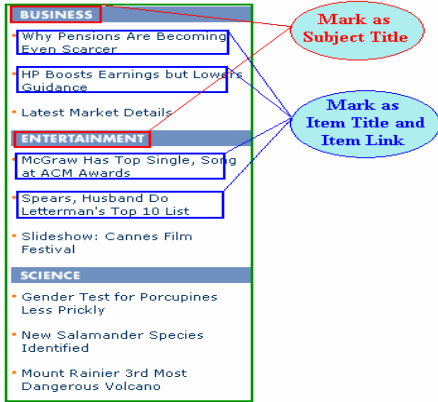 BUSINESS
Why Pensions Are Becoming
Even Scarcer
HP Boosts Earnings but Lowers
Guidance
Latest Market Details
ENTERTAINMENT
McGraw Has Top Single, Song
at ACM Awards
Spears, Husband Do
Letterman's Top 10 List
Slideshow: Cannes Film
Festival
SCIENCE
Gender Test for Porcupines
Less Prickly
New Salamander Species
Identified
Mount Rainier 3rd Most
Dangerous Volcano
Mark as
Subject Title
Mark as
Item Title and
Item Link